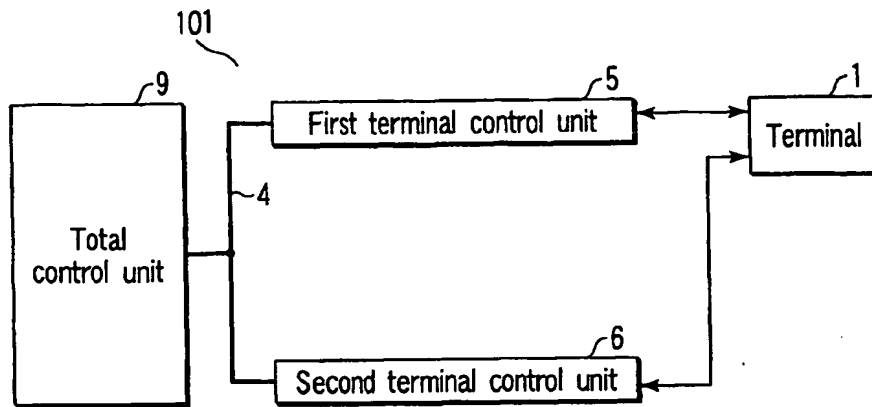 101
9
5
1
First terminal control unit
Terminal
4
Total
control unit
6
Second terminal control unit